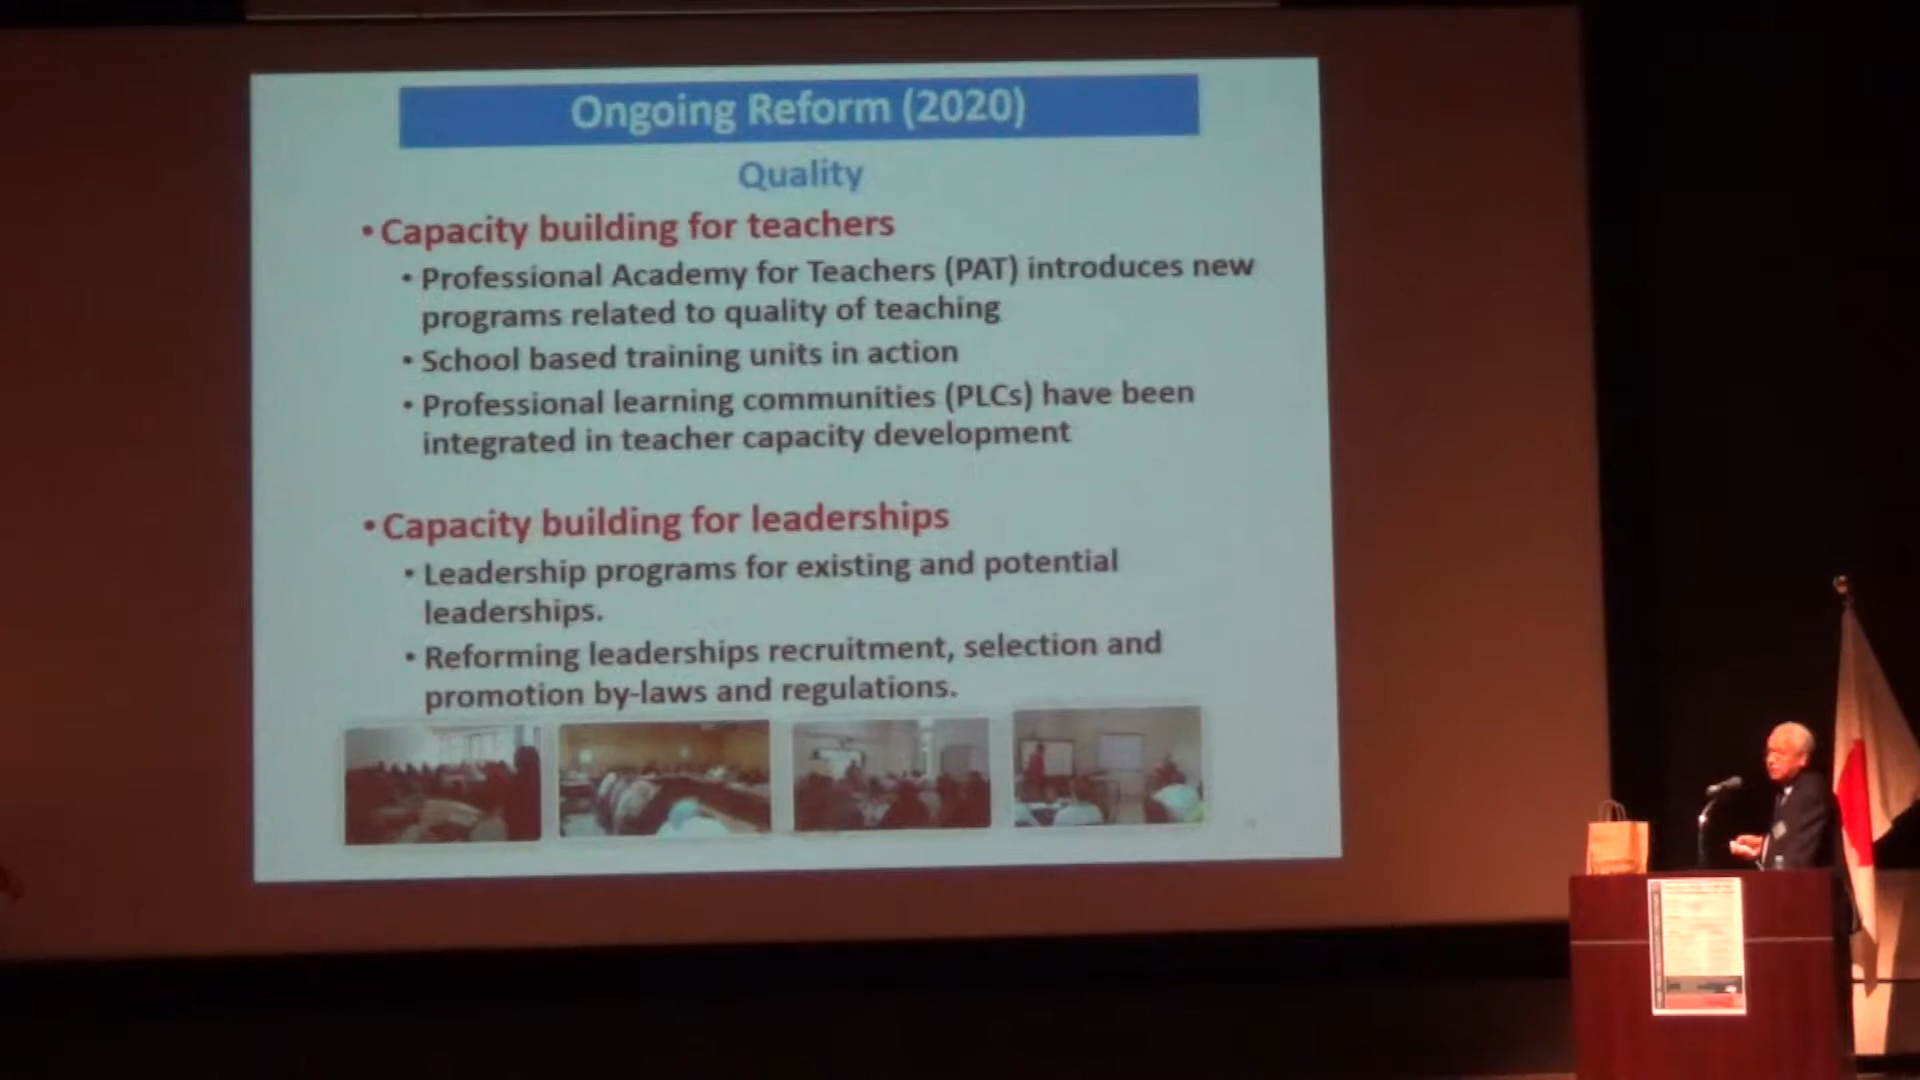 Ongoing Reform (2020)
Quality
• Capacity building for teachers
• Professional Academy for Teachers (PAT) introduces new
programs related to quality of teaching
• School based training units in action
• Professional learning communities (PLCs) have been
integrated in teacher capacity development
• Capacity building for leaderships
• Leadership programs for existing and potential
leaderships.
• Reforming leaderships recruitment, selection and
promotion by-laws and regulations.